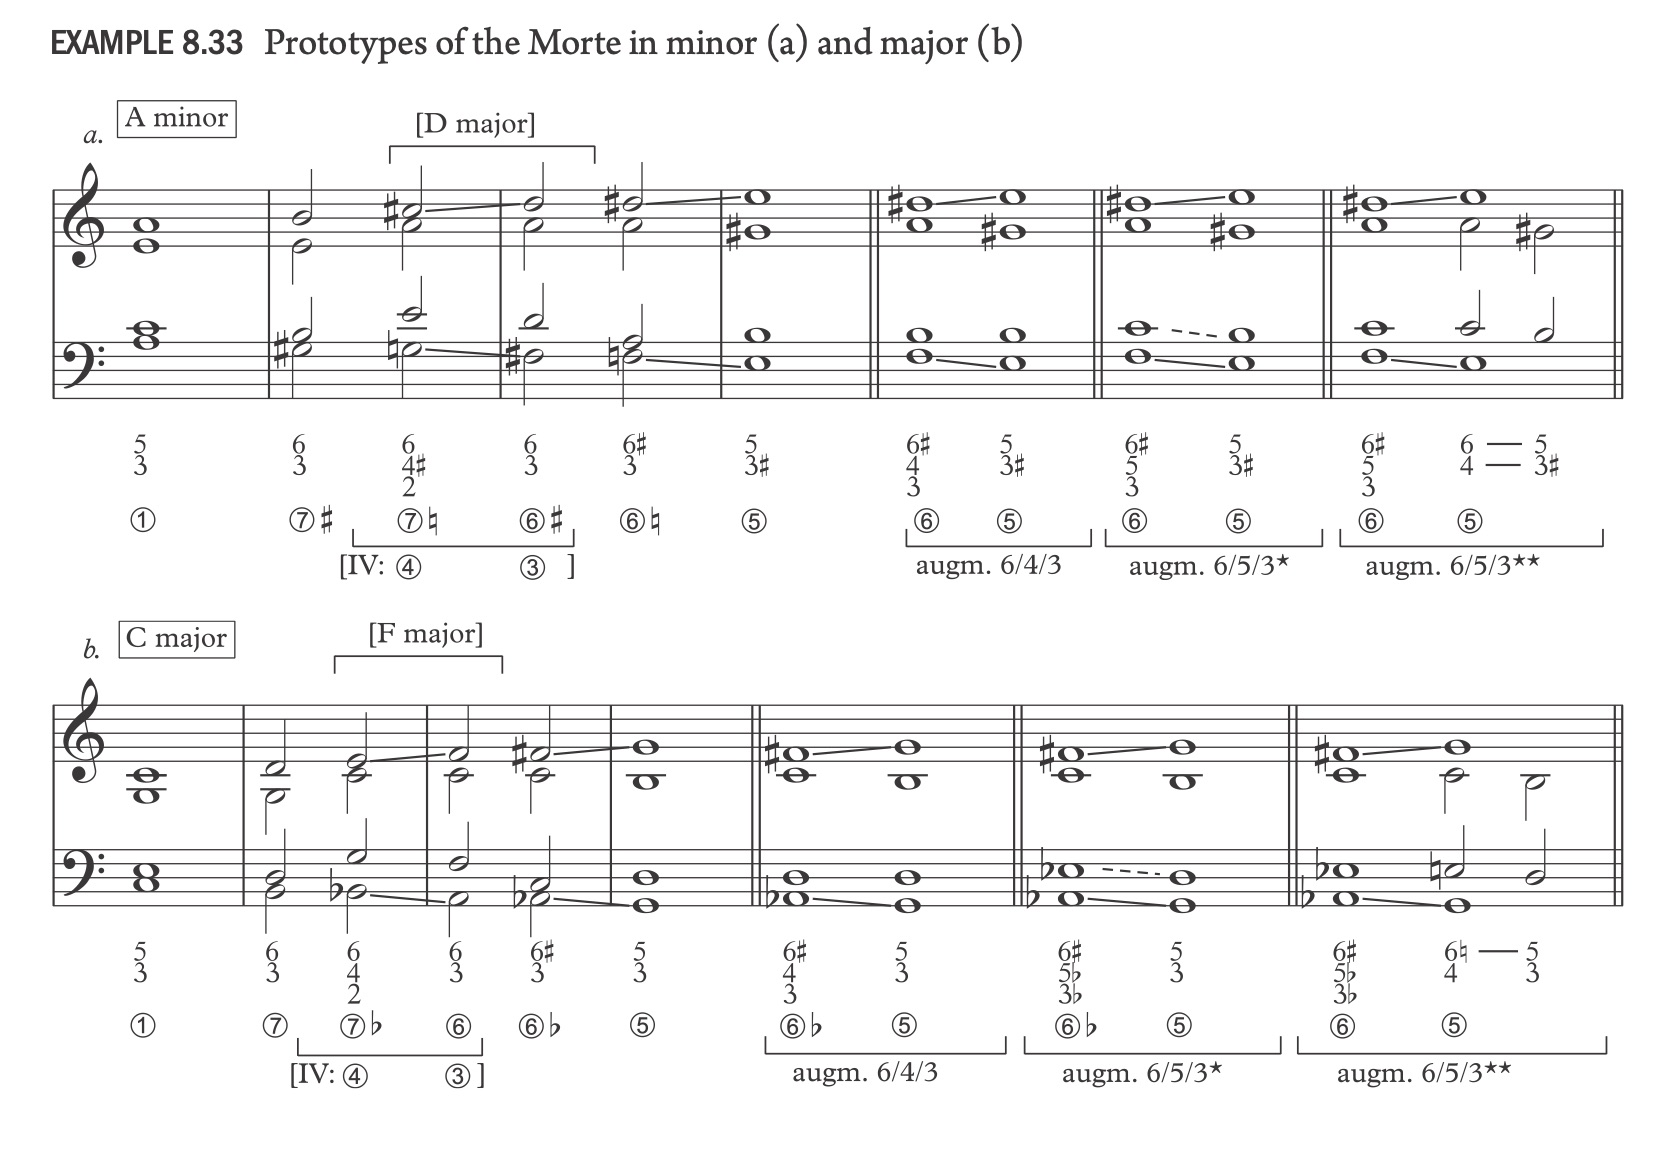 EXAMPLE 8.33 Prototypes of the Morte in minor (a) and major (b)
a. A minor [D major]
5 6 6 6 6♯ 5 6♯ 5 6♯ 5 6♯ 6 — 5
3 3 4♯ 3 3 3♯ 4 3♯ 5 3♯ 5 4 — 3♯
2 3 3 3
① ⑦♯ ⑦♮ ⑥♯ ⑥♮ ⑤ ⑥ ⑤ ⑥ ⑤ ⑥ ⑤
[IV: ④ ③ ] augm. 6/4/3 augm. 6/5/3* augm. 6/5/3**
b. C major [F major]
5 6 6 6 6♯ 5 6♯ 5 6♯ 5 6♯ 6♮ — 5
3 3 4 3 3 3 4 3 5♭ 3 5♭ 4 3
2 3 3♭ 3♭
① ⑦ ⑦♭ ⑥ ⑥♭ ⑤ ⑥♭ ⑤ ⑥♭ ⑤ ⑥ ⑤
[IV: ④ ③ ] augm. 6/4/3 augm. 6/5/3* augm. 6/5/3**